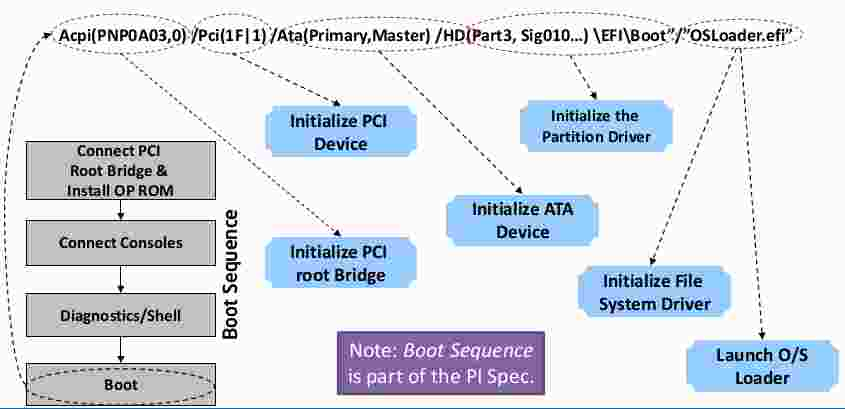 Acpi(PNP0A03,0) /Pci(1F|1) /Ata(Primary,Master) /HD(Part3, Sig010...) \EFI\Boot”/”OSLoader.efi”
Initialize PCI
Device
Initialize the
Partition Driver
Connect PCI
Root Bridge &
Install OP ROM
Connect Consoles
Diagnostics/Shell
Boot
Boot Sequence
Initialize PCI
root Bridge
Initialize ATA
Device
Initialize File
System Driver
Launch O/S
Loader
Note: Boot Sequence
is part of the PI Spec.